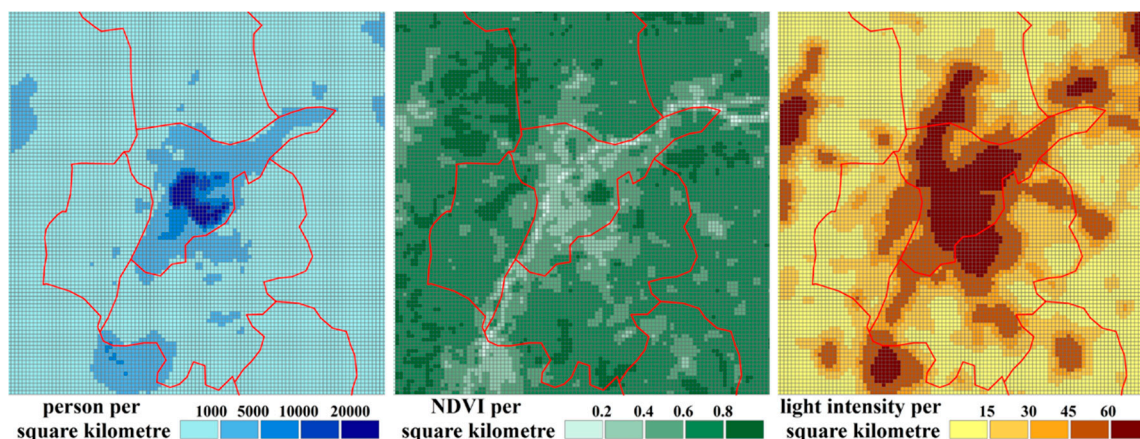 person per 1000 5000 10000 20000
square kilometre
NDVI per 0.2 0.4 0.6 0.8
square kilometre
light intensity per 15 30 45 60
square kilometre